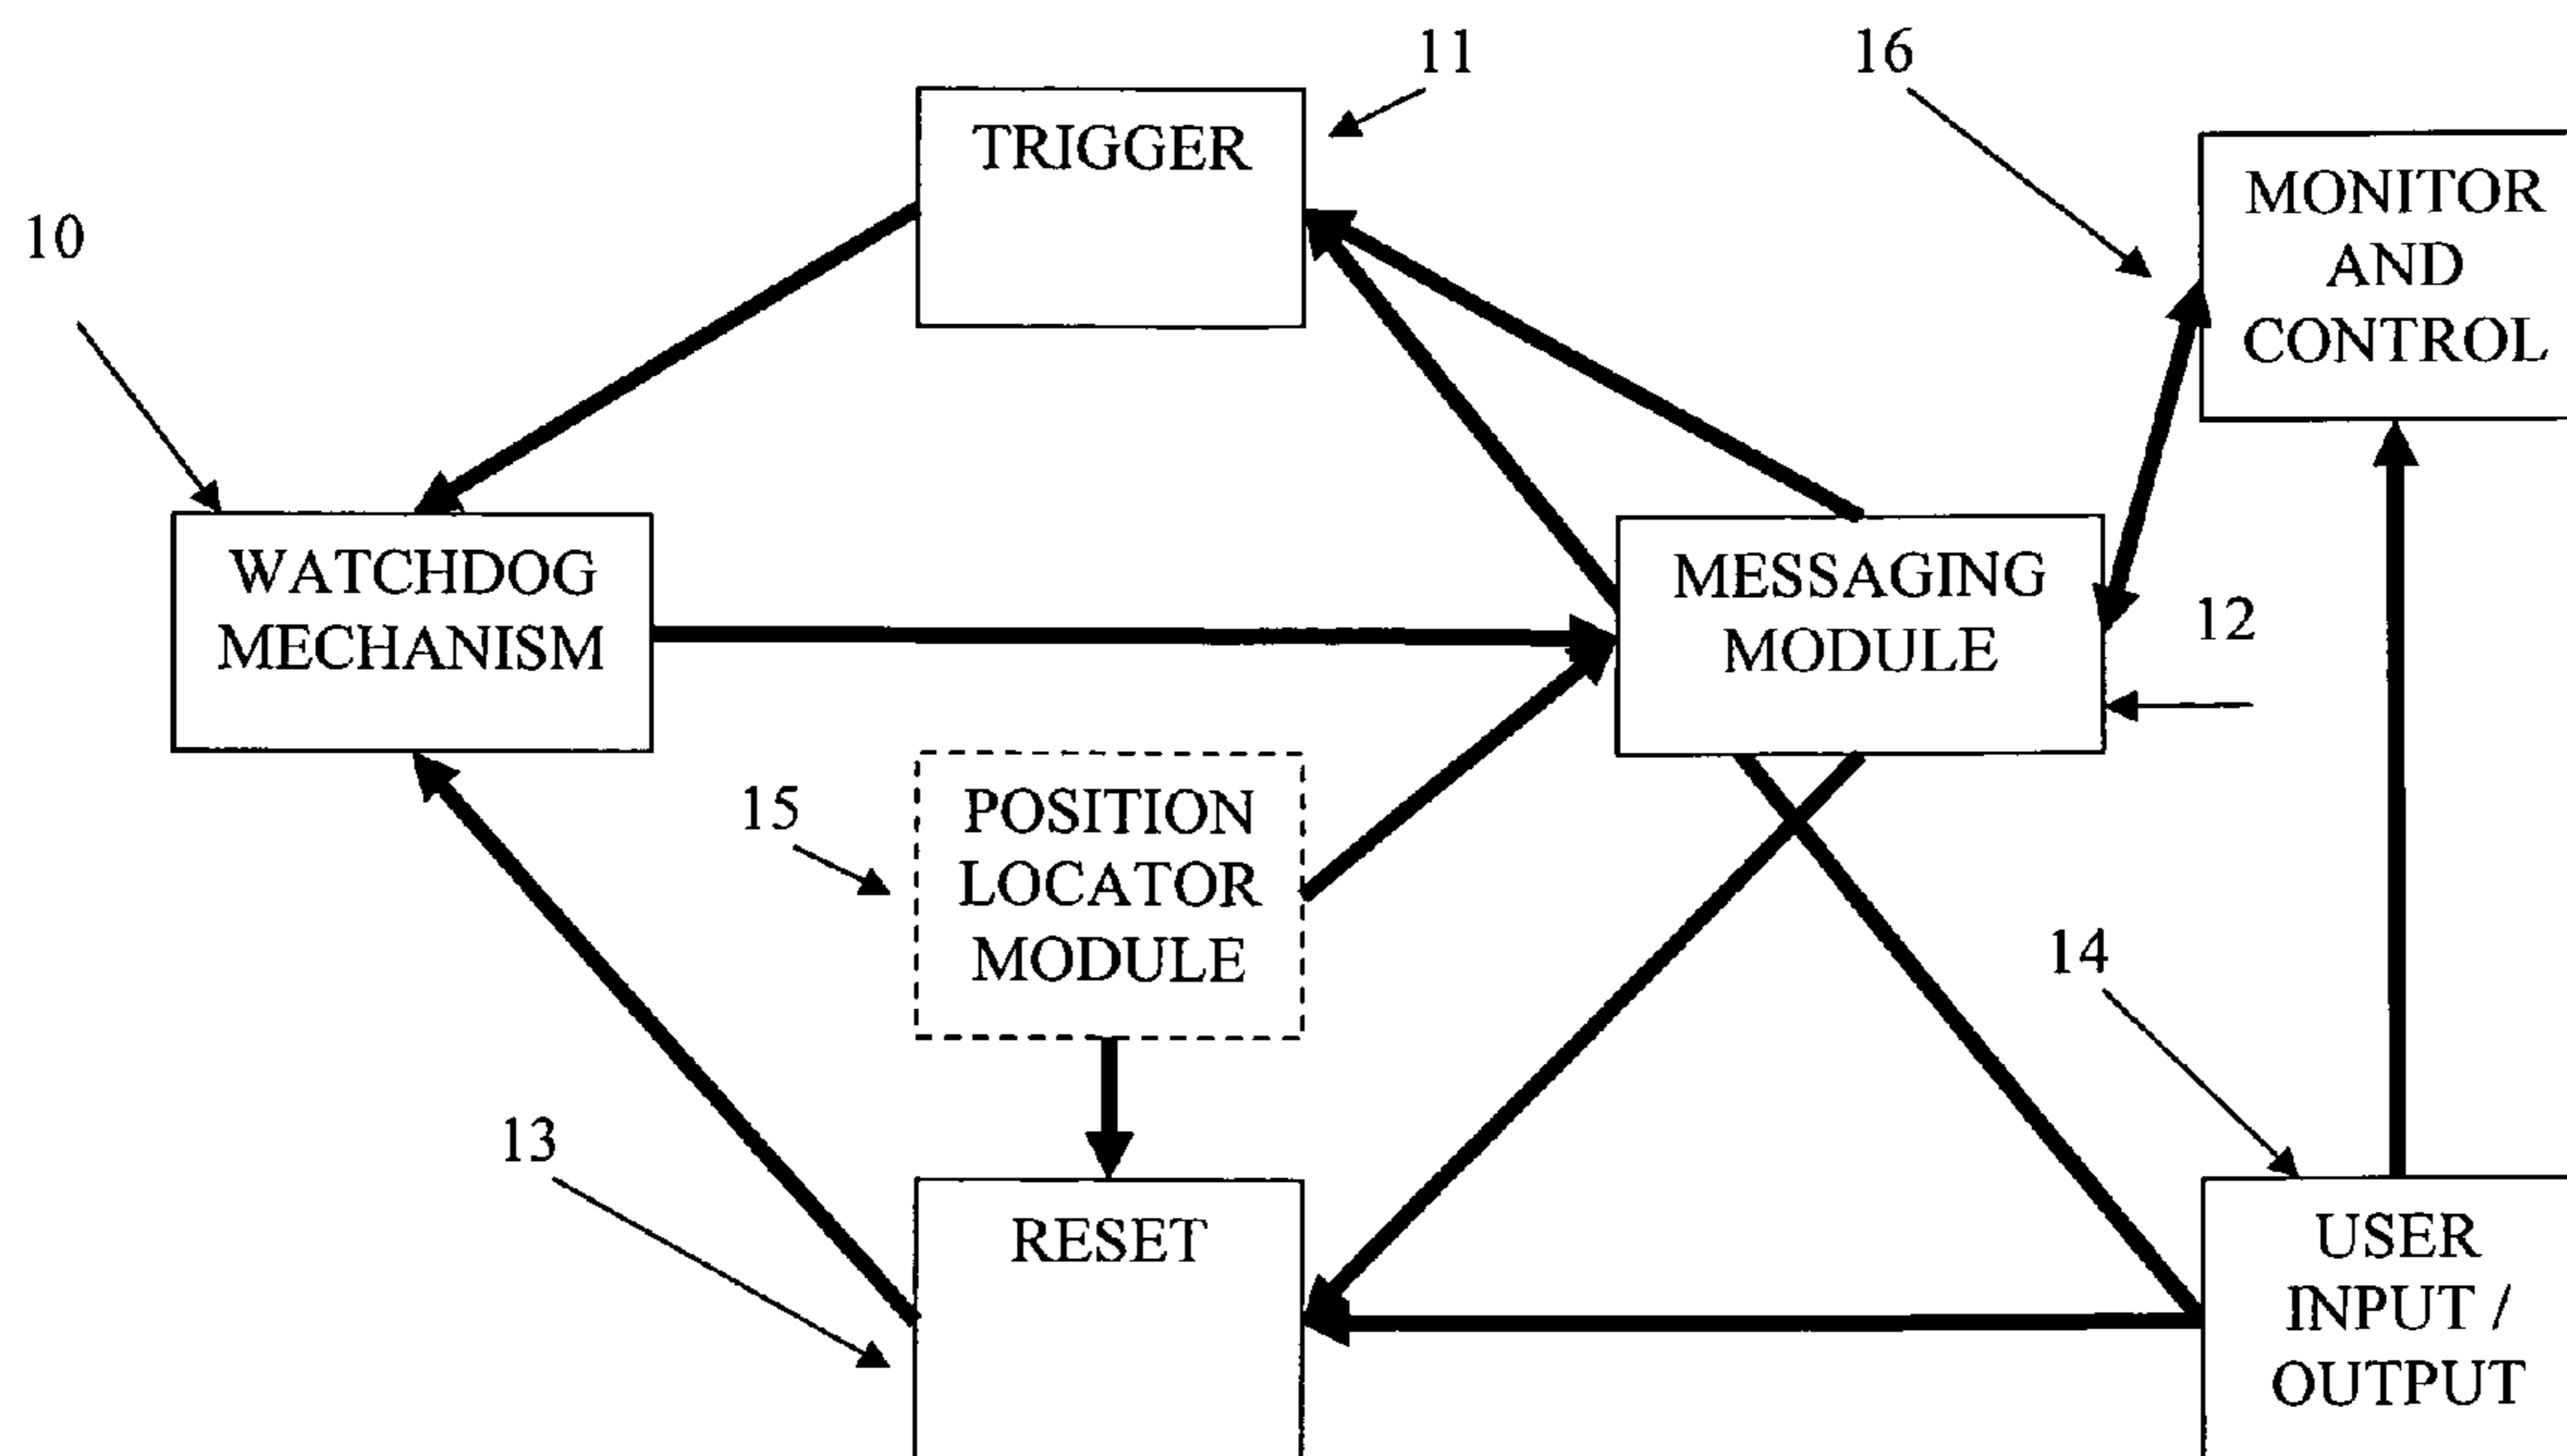 11
16
TRIGGER
MONITOR
AND
CONTROL
10
WATCHDOG
MECHANISM
MESSAGING
MODULE
12
15
POSITION
LOCATOR
MODULE
14
13
RESET
USER
INPUT /
OUTPUT